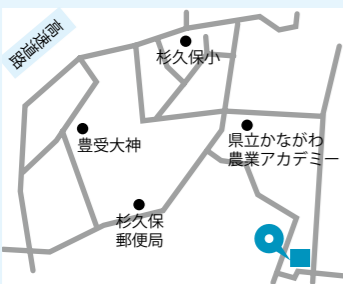 高速道路
杉久保小
豊受大神
県立かながわ
農業アカデミー
杉久保
郵便局